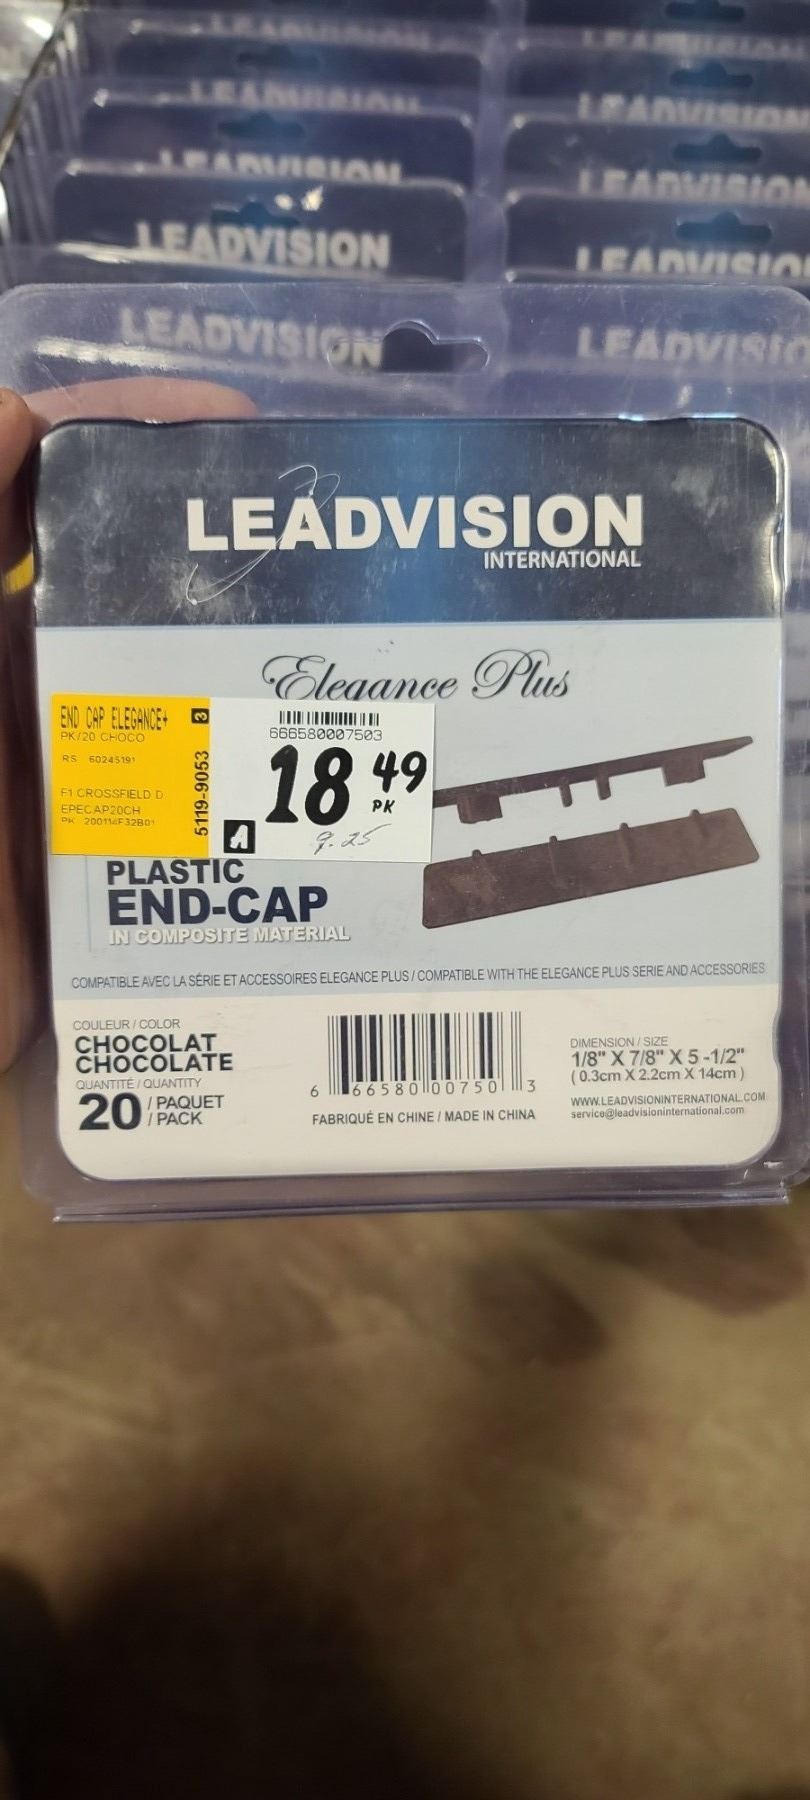 LEADVISION
LEADVISION
LEADVISION
LEADVISION
LEADVISION
LEADVISION
LEADVISION
INTERNATIONAL
Elegance Plus
END CAP ELEGANCE+
PK/20 CHOCO
RS 60245191
F1 CROSSFIELD D
EPECAP20CH
PK 200114F32B01
3
5119-9053
666580007503
18 49
PK
A
9.25
PLASTIC
END-CAP
IN COMPOSITE MATERIAL
COMPATIBLE AVEC LA SÉRIE ET ACCESSOIRES ELEGANCE PLUS / COMPATIBLE WITH THE ELEGANCE PLUS SERIE AND ACCESSORIES
COULEUR / COLOR
CHOCOLAT
CHOCOLATE
QUANTITÉ / QUANTITY
20 / PAQUET
/ PACK
6 66580 00750 3
FABRIQUÉ EN CHINE / MADE IN CHINA
DIMENSION / SIZE
1/8" X 7/8" X 5 -1/2"
( 0.3cm X 2.2cm X 14cm )
WWW.LEADVISIONINTERNATIONAL.COM
service@leadvisioninternational.com